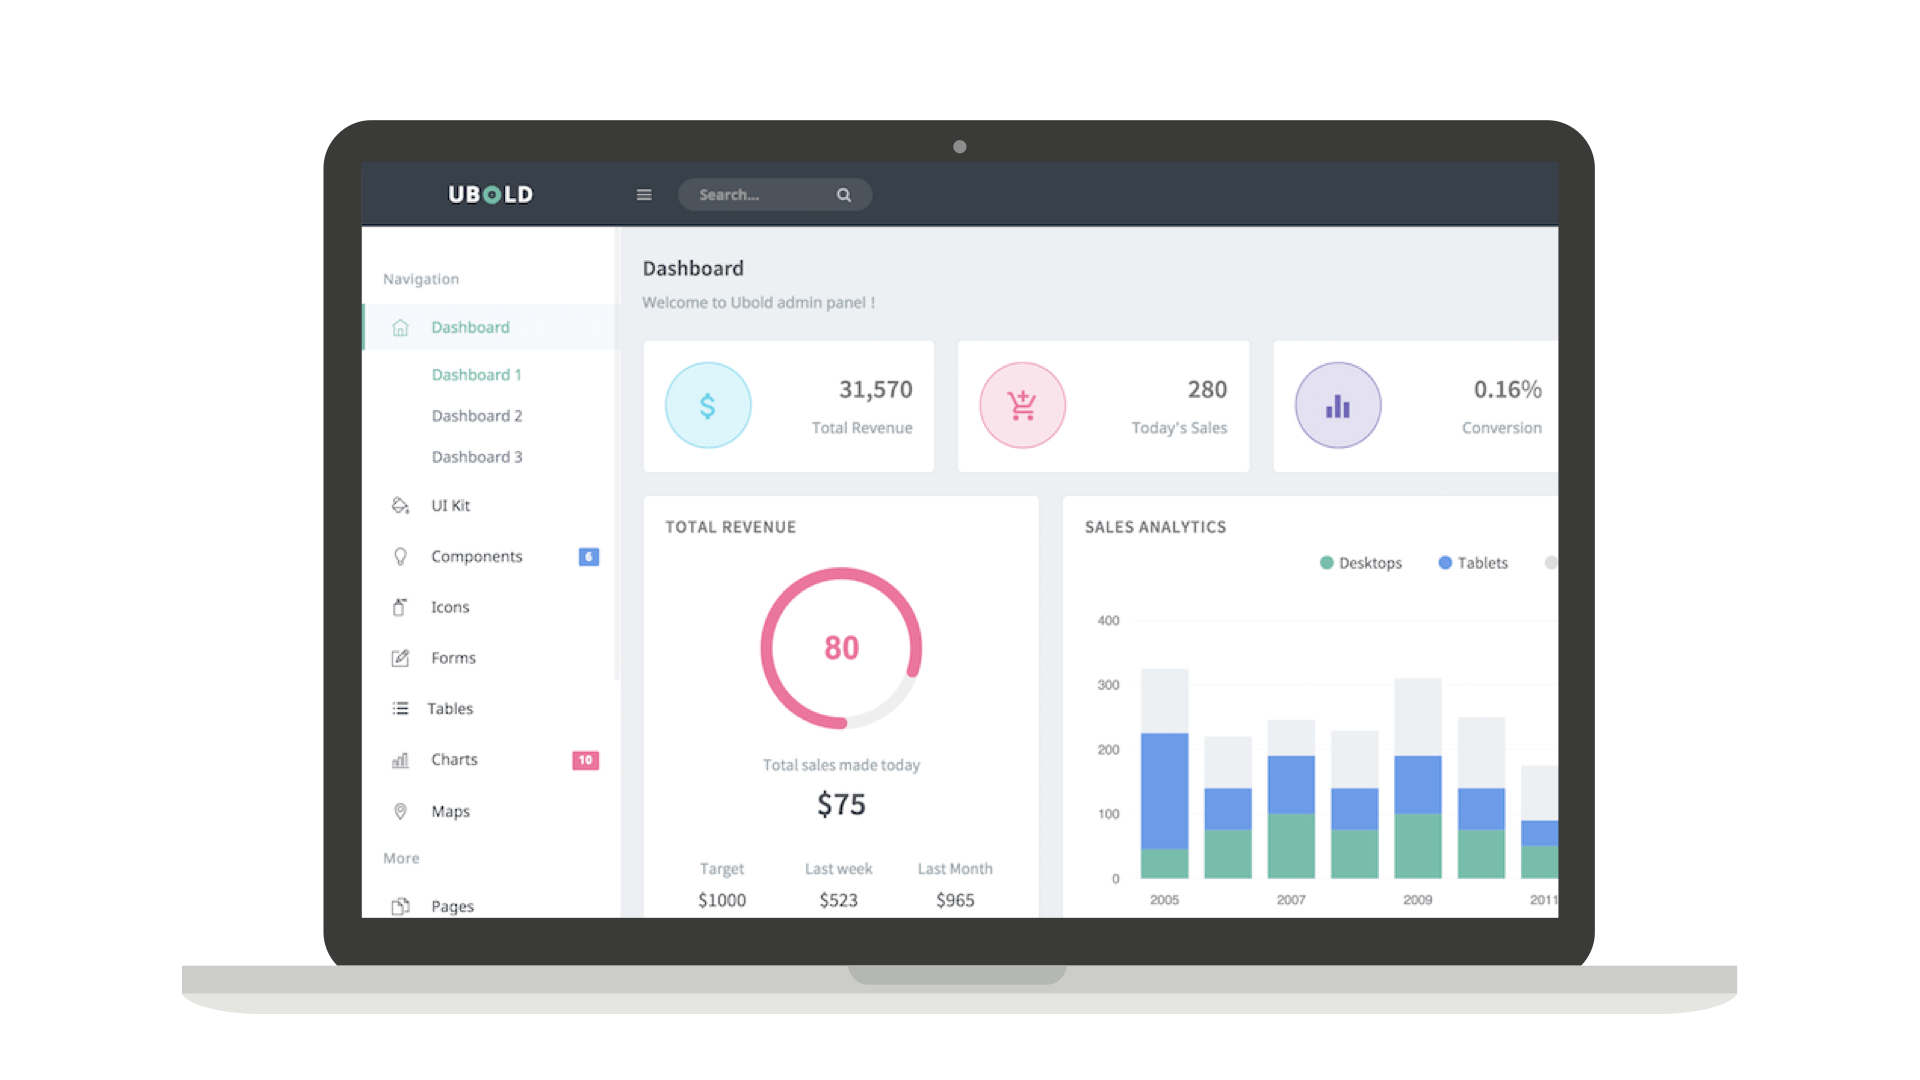 UBOLD
Search...
Navigation
Dashboard
Dashboard 1
Dashboard 2
Dashboard 3
UI Kit
Components 6
Icons
Forms
Tables
Charts 10
Maps
More
Pages
Dashboard
Welcome to Ubold admin panel !
31,570
Total Revenue
280
Today's Sales
0.16%
Conversion
TOTAL REVENUE
80
Total sales made today
$75
Target Last week Last Month
$1000 $523 $965
SALES ANALYTICS
Desktops Tablets
400
300
200
100
0
2005 2007 2009 2011